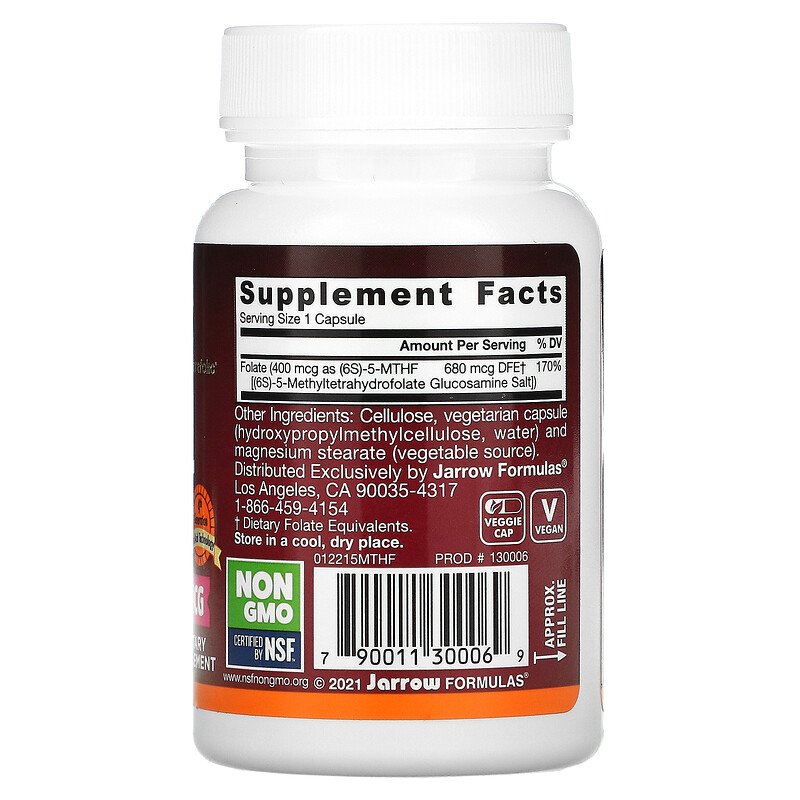 Supplement Facts
Serving Size 1 Capsule
Amount Per Serving % DV
Folate (400 mcg as (6S)-5-MTHF 680 mcg DFE† 170%
[(6S)-5-Methyltetrahydrofolate Glucosamine Salt])
Other Ingredients: Cellulose, vegetarian capsule
(hydroxypropylmethylcellulose, water) and
magnesium stearate (vegetable source).
Distributed Exclusively by Jarrow Formulas®
Los Angeles, CA 90035-4317
1-866-459-4154
† Dietary Folate Equivalents.
Store in a cool, dry place.
VEGGIE
CAP
V
VEGAN
012215MTHF PROD # 130006
NON
GMO
CERTIFIED
BY NSF
7 90011 30006 9
APPROX.
FILL LINE
www.nsfnongmo.org © 2021 Jarrow FORMULAS®